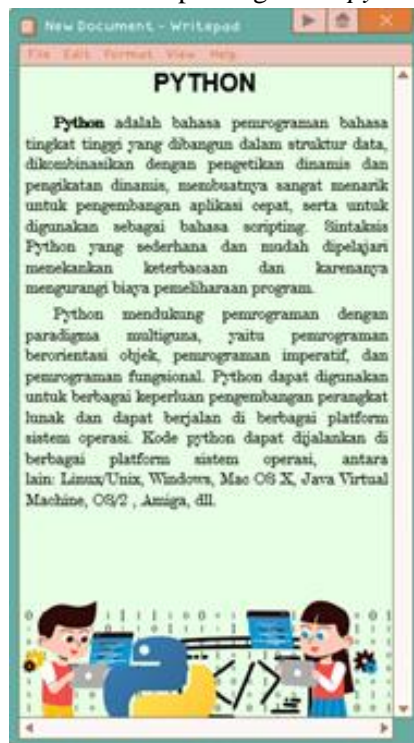 New Document - Writepad
File Edit Format View Help
PYTHON
Python adalah bahasa pemrograman bahasa
tingkat tinggi yang dibangun dalam struktur data,
dikombinasikan dengan pengetikan dinamis dan
pengikatan dinamis, membuatnya sangat menarik
untuk pengembangan aplikasi cepat, serta untuk
digunakan sebagai bahasa scripting. Sintaksis
Python yang sederhana dan mudah dipelajari
menekankan keterbacaan dan karenanya
mengurangi biaya pemeliharaan program.
Python mendukung pemrograman dengan
paradigma multiguna, yaitu pemrograman
berorientasi objek, pemrograman imperatif, dan
pemrograman fungsional. Python dapat digunakan
untuk berbagai keperluan pengembangan perangkat
lunak dan dapat berjalan di berbagai platform
sistem operasi. Kode python dapat dijalankan di
berbagai platform sistem operasi, antara
lain: Linux/Unix, Windows, Mac OS X, Java Virtual
Machine, OS/2 , Amiga, dll.